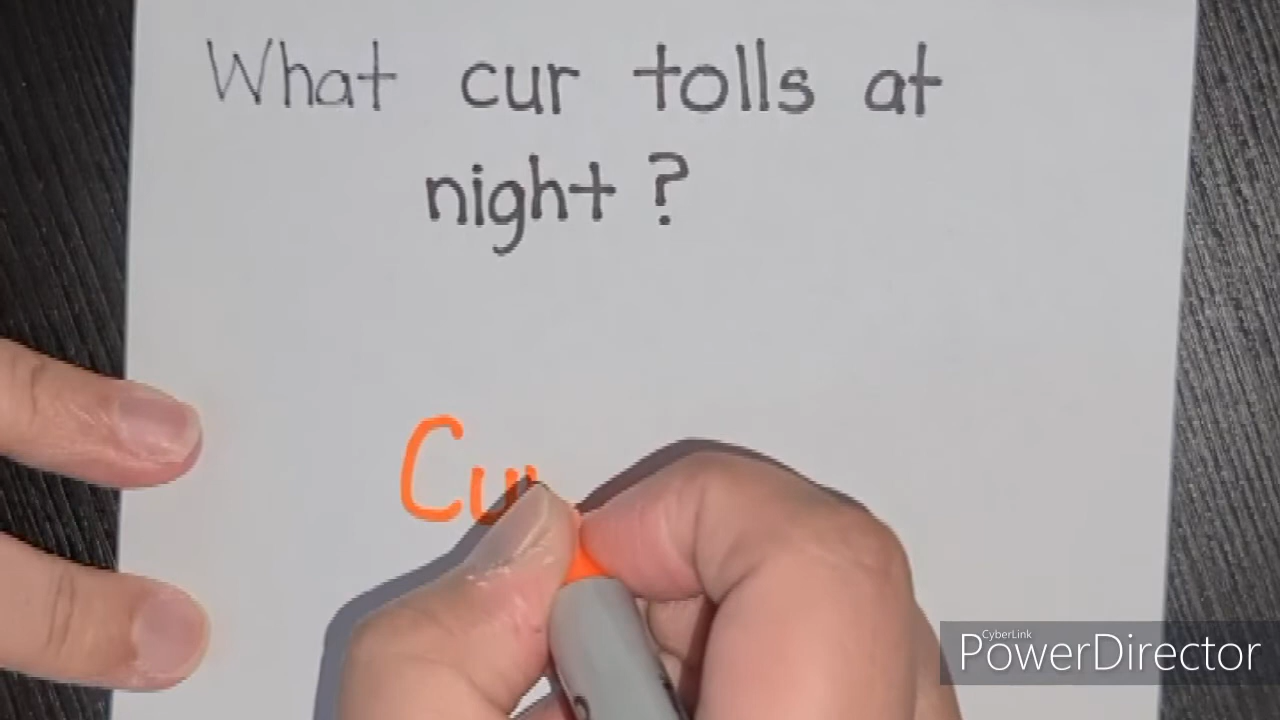 What cur tolls at
night ?
Cu
CyberLink
PowerDirector